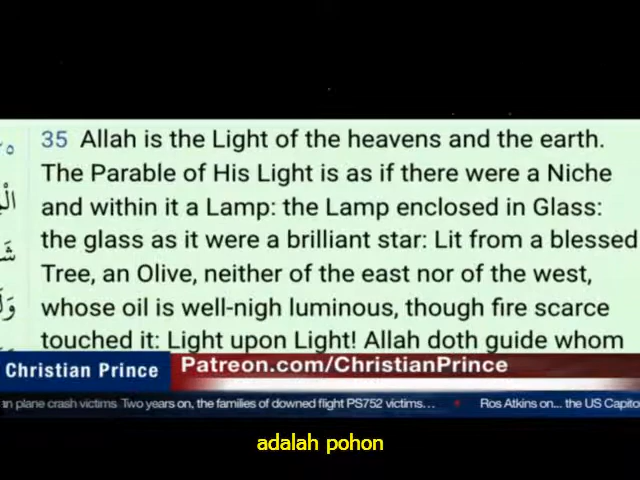 35 Allah is the Light of the heavens and the earth.
The Parable of His Light is as if there were a Niche
and within it a Lamp: the Lamp enclosed in Glass:
the glass as it were a brilliant star: Lit from a blessed
Tree, an Olive, neither of the east nor of the west,
whose oil is well-nigh luminous, though fire scarce
touched it: Light upon Light! Allah doth guide whom
Christian Prince
Patreon.com/ChristianPrince
plane crash victims Two years on, the families of downed flight PS752 victims... Ros Atkins on... the US Capito
adalah pohon